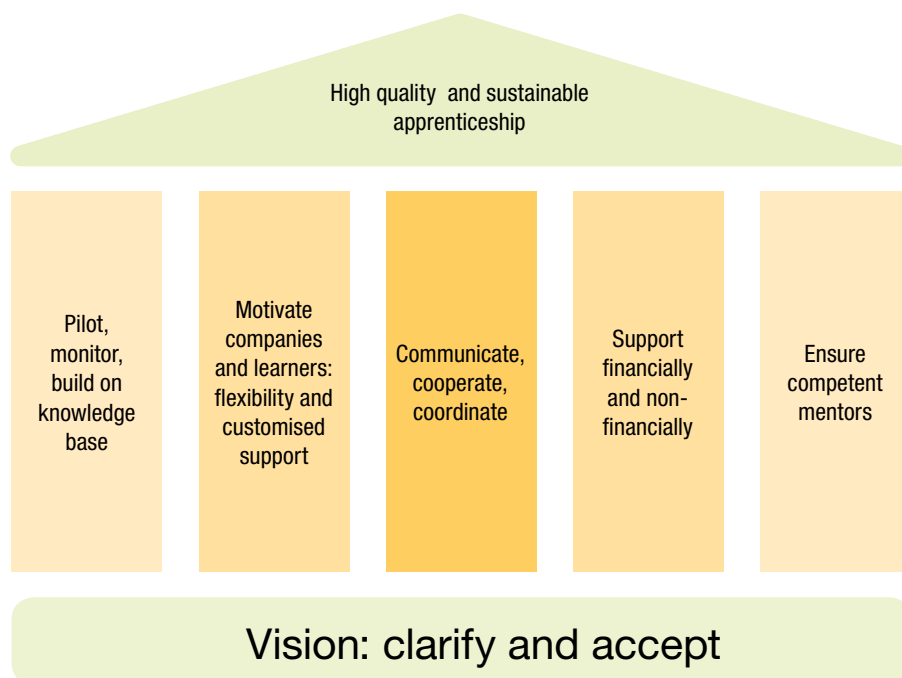 High quality and sustainable
apprenticeship
Pilot,
monitor,
build on
knowledge
base
Motivate
companies
and learners:
flexibility and
customised
support
Communicate,
cooperate,
coordinate
Support
financially
and non-
financially
Ensure
competent
mentors
Vision: clarify and accept